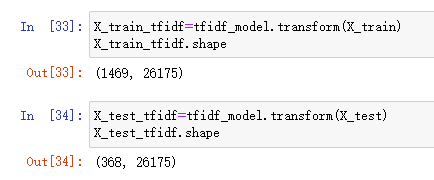 In [33]: X_train_tfidf=tfidf_model.transform(X_train)
X_train_tfidf.shape
Out[33]: (1469, 26175)
In [34]: X_test_tfidf=tfidf_model.transform(X_test)
X_test_tfidf.shape
Out[34]: (368, 26175)